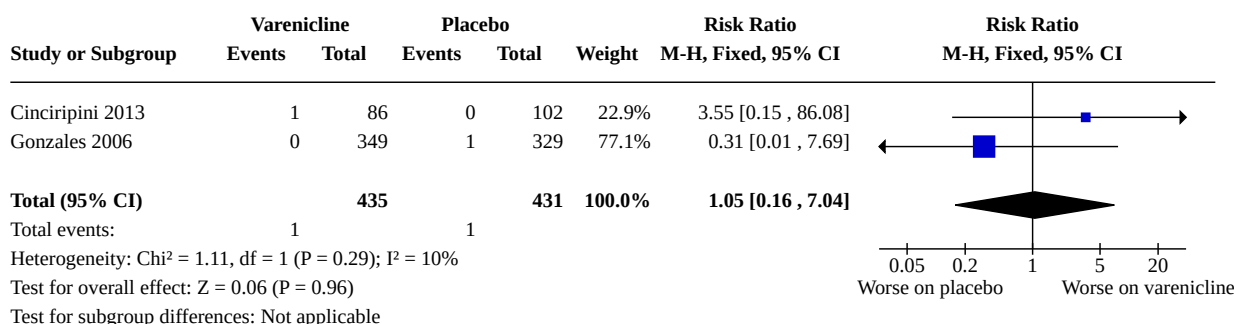 Varenicline Placebo Risk Ratio Risk Ratio
Study or Subgroup Events Total Events Total Weight M-H, Fixed, 95% CI M-H, Fixed, 95% CI
Cinciripini 2013 1 86 0 102 22.9% 3.55 [0.15 , 86.08]
Gonzales 2006 0 349 1 329 77.1% 0.31 [0.01 , 7.69]
Total (95% CI) 435 431 100.0% 1.05 [0.16 , 7.04]
Total events: 1 1
Heterogeneity: Chi² = 1.11, df = 1 (P = 0.29); I² = 10%
0.05 0.2 1 5 20
Test for overall effect: Z = 0.06 (P = 0.96)
Worse on placebo Worse on varenicline
Test for subgroup differences: Not applicable